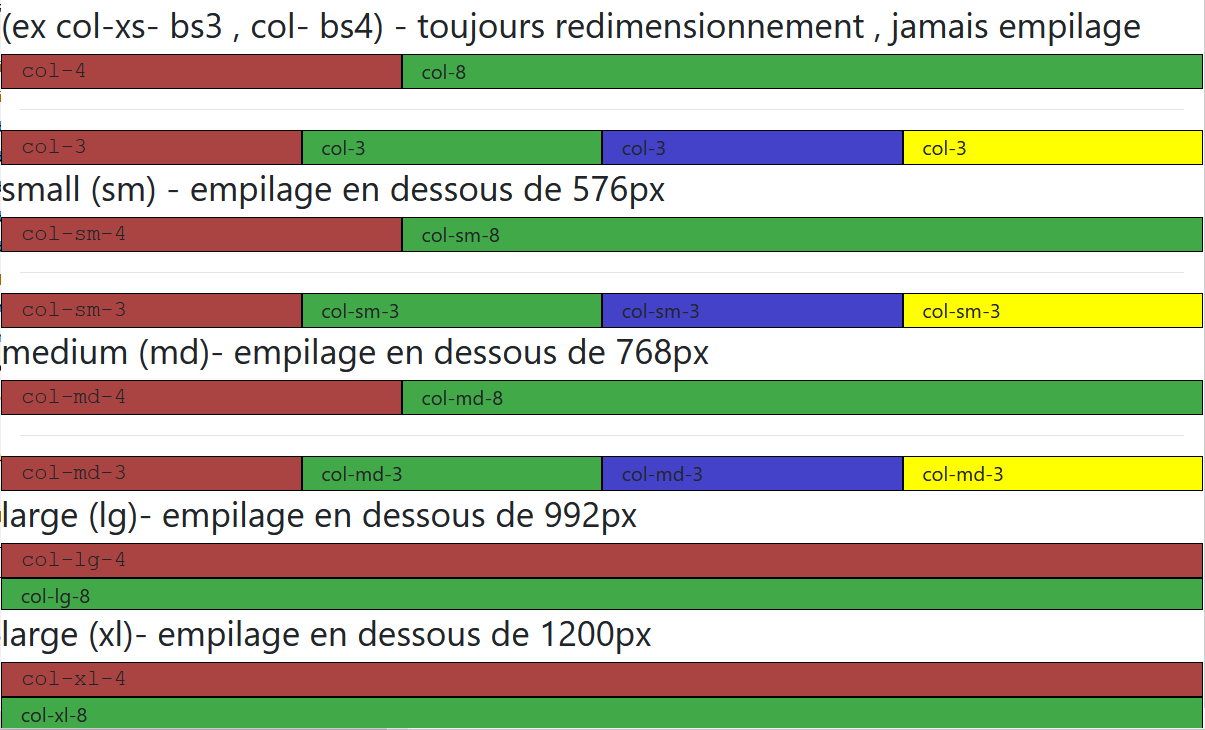 (ex col-xs- bs3 , col- bs4) - toujours redimensionnement , jamais empilage
col-4 col-8
col-3 col-3 col-3 col-3
small (sm) - empilage en dessous de 576px
col-sm-4 col-sm-8
col-sm-3 col-sm-3 col-sm-3 col-sm-3
medium (md)- empilage en dessous de 768px
col-md-4 col-md-8
col-md-3 col-md-3 col-md-3 col-md-3
large (lg)- empilage en dessous de 992px
col-lg-4
col-lg-8
large (xl)- empilage en dessous de 1200px
col-xl-4
col-xl-8